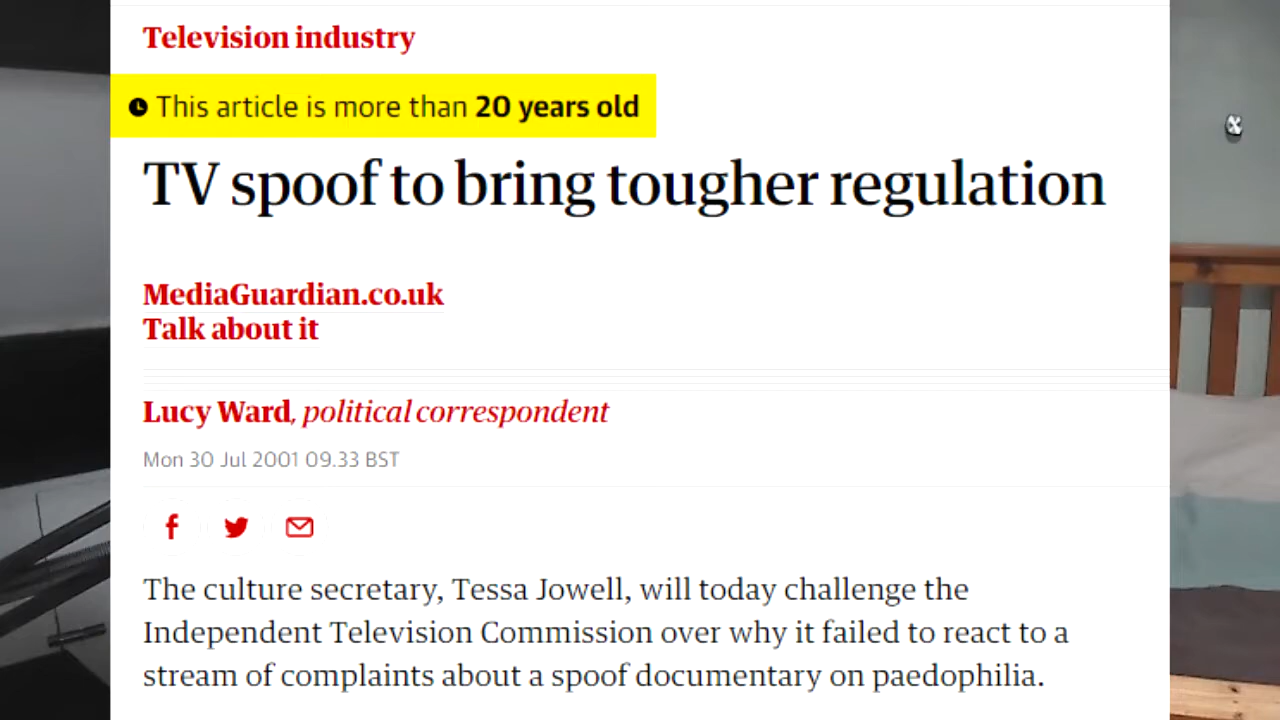 Television industry
This article is more than 20 years old
TV spoof to bring tougher regulation
MediaGuardian.co.uk
Talk about it
Lucy Ward, political correspondent
Mon 30 Jul 2001 09.33 BST
The culture secretary, Tessa Jowell, will today challenge the
Independent Television Commission over why it failed to react to a
stream of complaints about a spoof documentary on paedophilia.